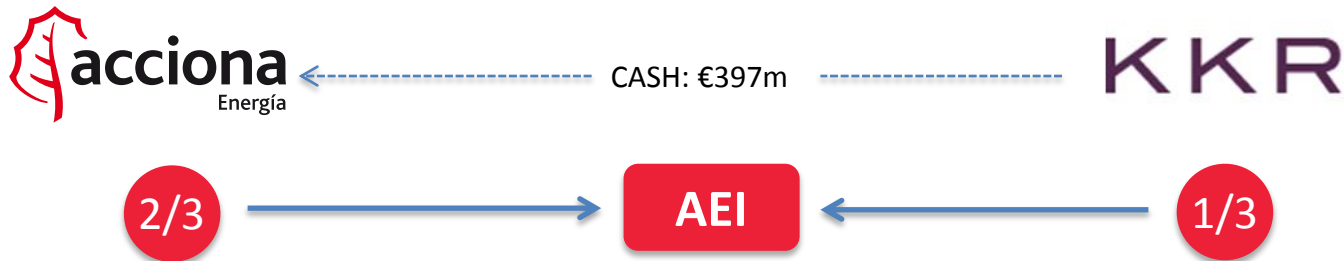 acciona
Energía
CASH: €397m
KKR
2/3
AEI
1/3